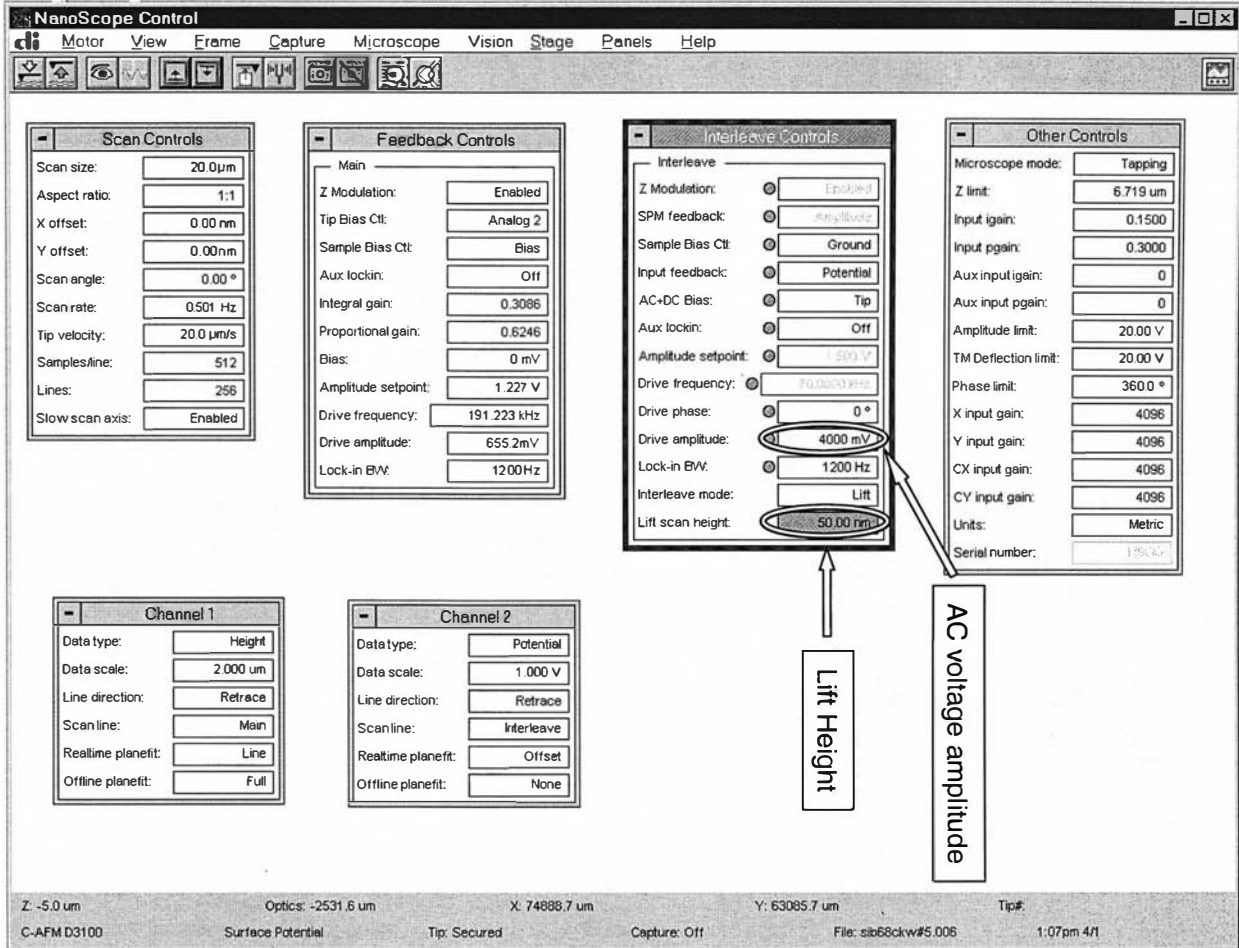 NanoScope Control
di Motor View Frame Capture Microscope Vision Stage Panels Help
Scan Controls
Scan size: 20.0µm
Aspect ratio: 1:1
X offset: 0.00 nm
Y offset: 0.00nm
Scan angle: 0.00 °
Scan rate: 0.501 Hz
Tip velocity: 20.0 µm/s
Samples/line: 512
Lines: 256
Slow scan axis: Enabled
Feedback Controls
Main
Z Modulation: Enabled
Tip Bias Ctl: Analog 2
Sample Bias Ctl: Bias
Aux lockin: Off
Integral gain: 0.3086
Proportional gain: 0.6246
Bias: 0 mV
Amplitude setpoint: 1.227 V
Drive frequency: 191.223 kHz
Drive amplitude: 655.2mV
Lock-in BW: 1200Hz
Interleave Controls
Interleave
Z Modulation: Enabled
SPM feedback: Amplitude
Sample Bias Ctl: Ground
Input feedback: Potential
AC+DC Bias: Tip
Aux lockin: Off
Amplitude setpoint: 1.500 V
Drive frequency: 70.0000 kHz
Drive phase: 0 °
Drive amplitude: 4000 mV
Lock-in BW: 1200 Hz
Interleave mode: Lift
Lift scan height: 50.00 nm
Other Controls
Microscope mode: Tapping
Z limit: 6.719 um
Input igain: 0.1500
Input pgain: 0.3000
Aux input igain: 0
Aux input pgain: 0
Amplitude limit: 20.00 V
TM Deflection limit: 20.00 V
Phase limit: 360.0 °
X input gain: 4096
Y input gain: 4096
CX input gain: 4096
CY input gain: 4096
Units: Metric
Serial number:
Channel 1
Data type: Height
Data scale: 2.000 um
Line direction: Retrace
Scan line: Main
Realtime planefit: Line
Offline planefit: Full
Channel 2
Data type: Potential
Data scale: 1.000 V
Line direction: Retrace
Scan line: Interleave
Realtime planefit: Offset
Offline planefit: None
Lift Height
AC voltage amplitude
Z: -5.0 um Optics: -2531.6 um X: 74888.7 um Y: 63085.7 um Tip#:
C-AFM D3100 Surface Potential Tip: Secured Capture: Off File: sib68ckw#5.006 1:07pm 4/1